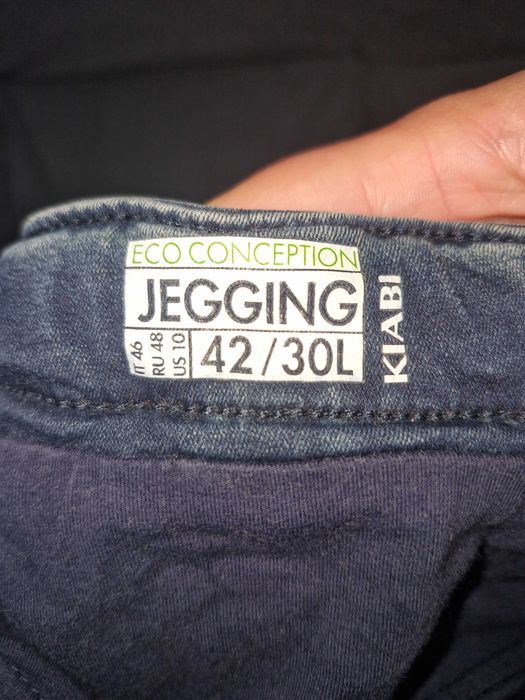 ECO CONCEPTION
JEGGING
IT 46
RU 48
US 10
42/30L
KIABI